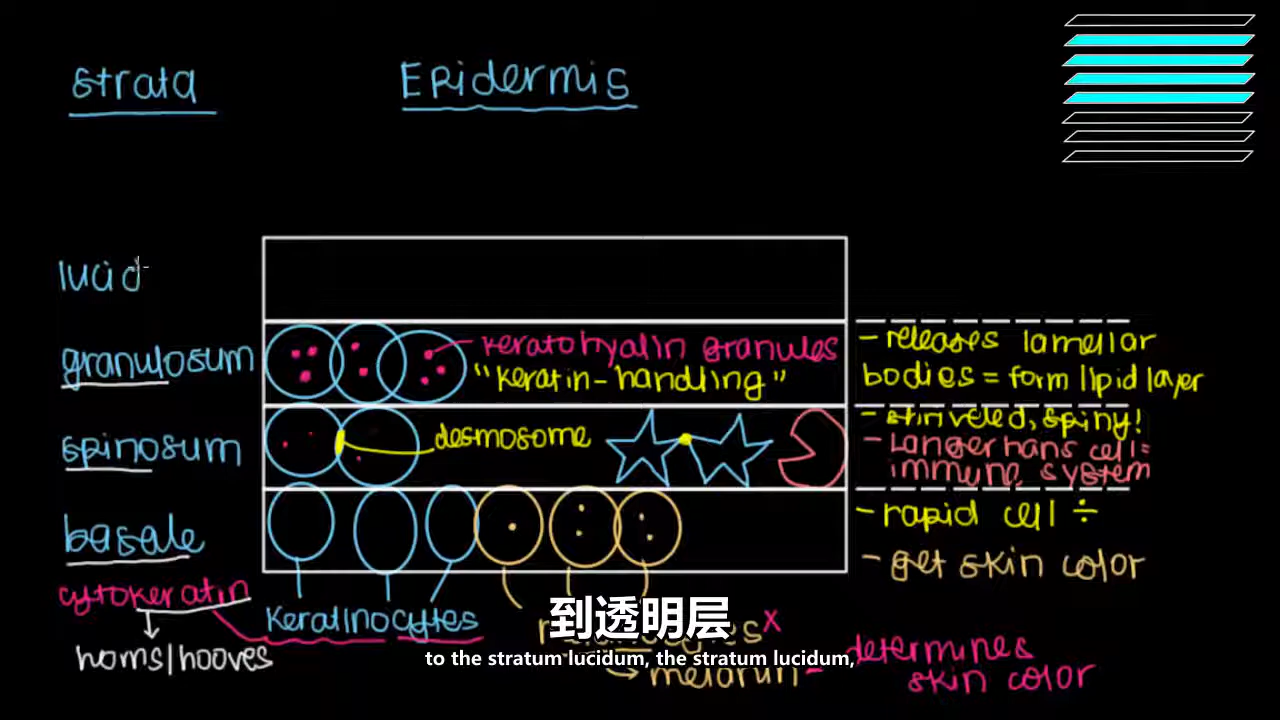 strata Epidermis
lucid
granulosum keratohyalin granules - releases lamellar
"keratin-handling" bodies = form lipid layer
- shriveled, spiny!
spinosum desmosome - Langerhans cell =
immune system
basale - rapid cell ÷
- get skin color
cytokeratin
Keratinocytes
到透明层
x
horns/hooves
to the stratum lucidum, the stratum lucidum,
determines
skin color